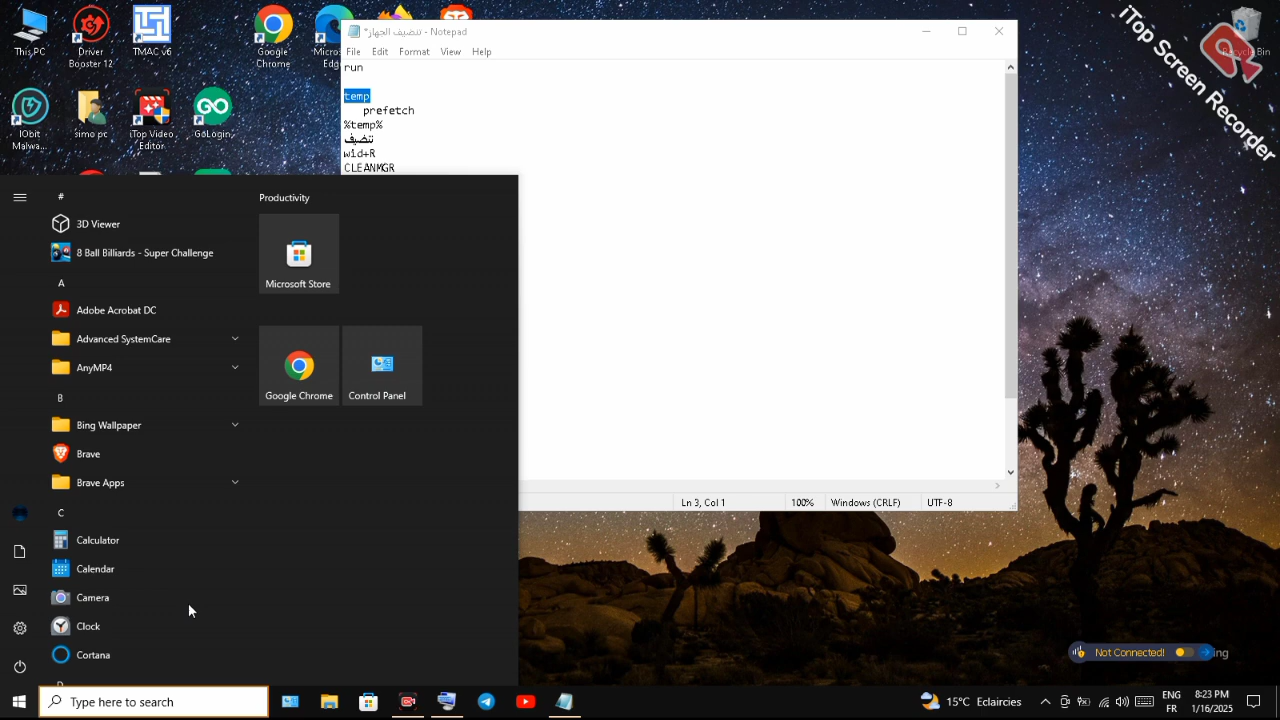 This PC
Driver Booster 12
TMAC v6
Google Chrome
Recycle Bin
IObit Malwa...
simo pc
iTop Video Editor
GoLogin
*تنضيف الجهاز - Notepad
File Edit Format View Help
run
temp
prefetch
%temp%
تنضيف
wid+R
CLEANMGR
Ln 3, Col 1
100%
Windows (CRLF)
UTF-8
#
3D Viewer
8 Ball Billiards - Super Challenge
A
Adobe Acrobat DC
Advanced SystemCare
AnyMP4
B
Bing Wallpaper
Brave
Brave Apps
C
Calculator
Calendar
Camera
Clock
Cortana
Productivity
Microsoft Store
Google Chrome
Control Panel
iTop Screen Recorder
Not Connected!
Type here to search
15°C Eclaircies
ENG
FR
8:23 PM
1/16/2025